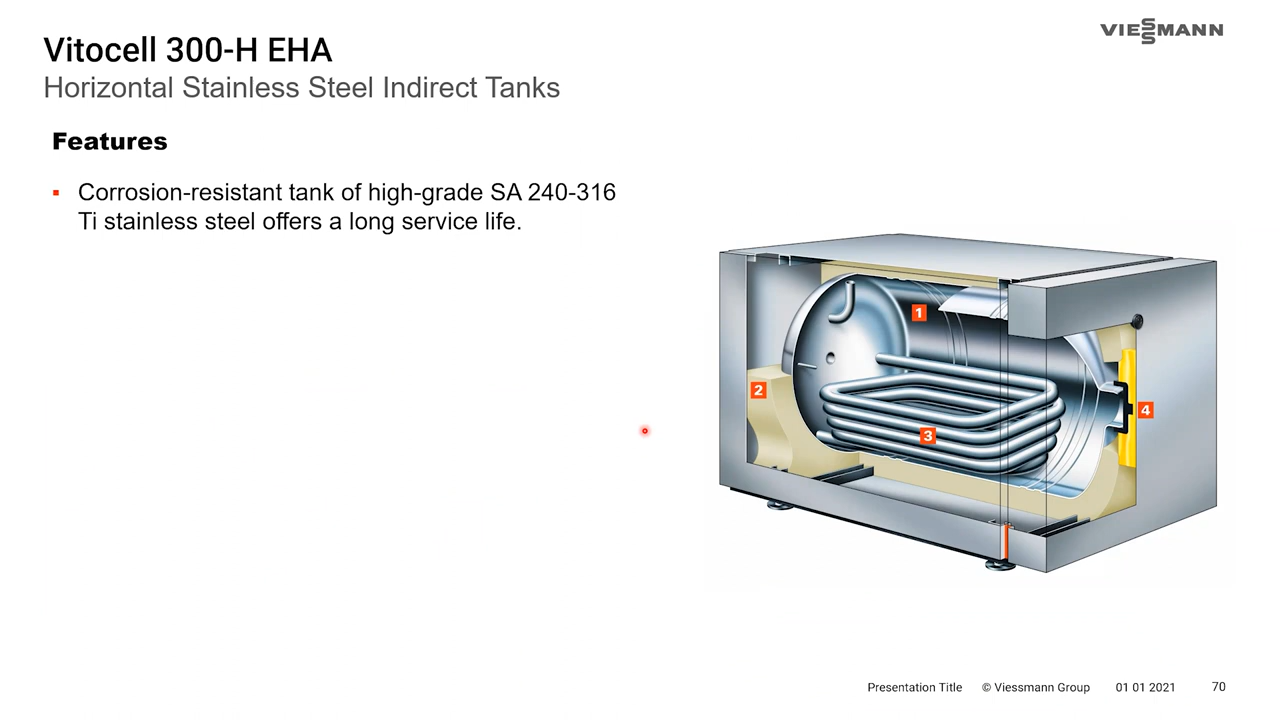 VIESSMANN
Vitocell 300-H EHA
Horizontal Stainless Steel Indirect Tanks
Features
▪ Corrosion-resistant tank of high-grade SA 240-316
Ti stainless steel offers a long service life.
1
2
3
4
Presentation Title © Viessmann Group 01 01 2021 70